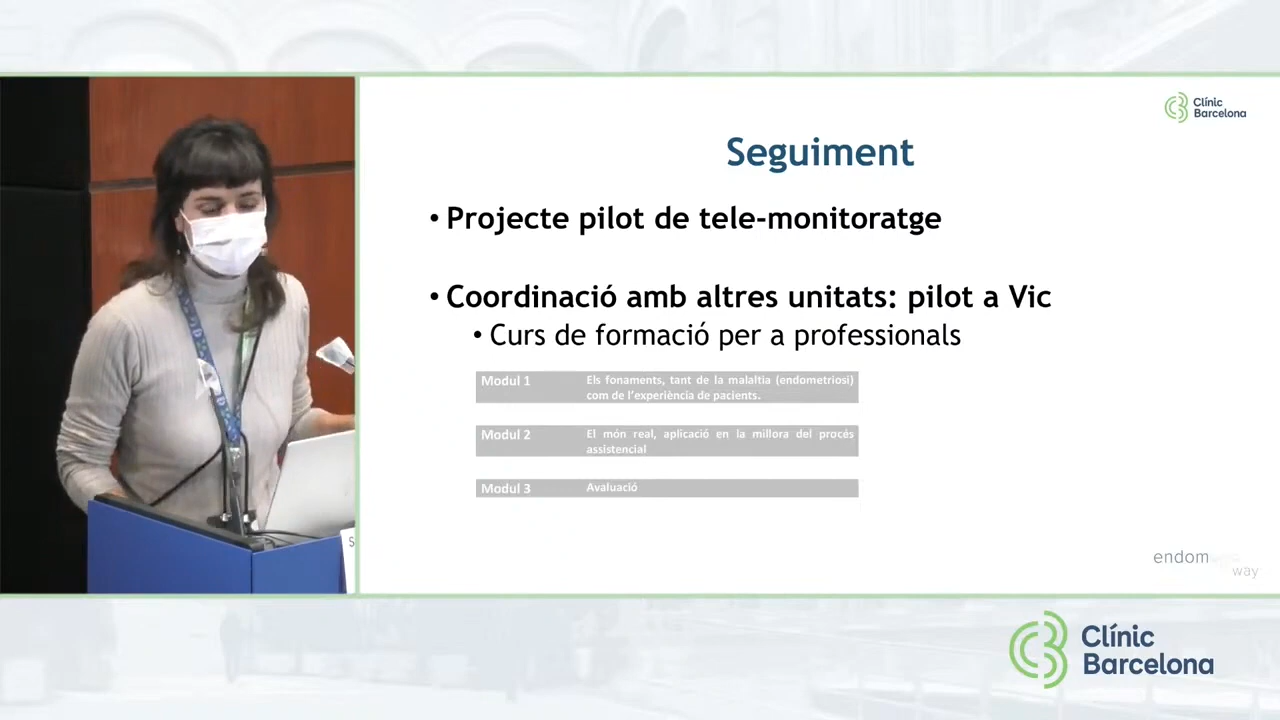 Clínic
Barcelona
Seguiment
• Projecte pilot de tele-monitoratge
• Coordinació amb altres unitats: pilot a Vic
• Curs de formació per a professionals
Modul 1 Els fonaments, tant de la malaltia (endometriosi)
com de l'experiència de pacients.
Modul 2 El món real, aplicació en la millora del procés
assistencial
Modul 3 Avaluació
S
endom
way
Clínic
Barcelona